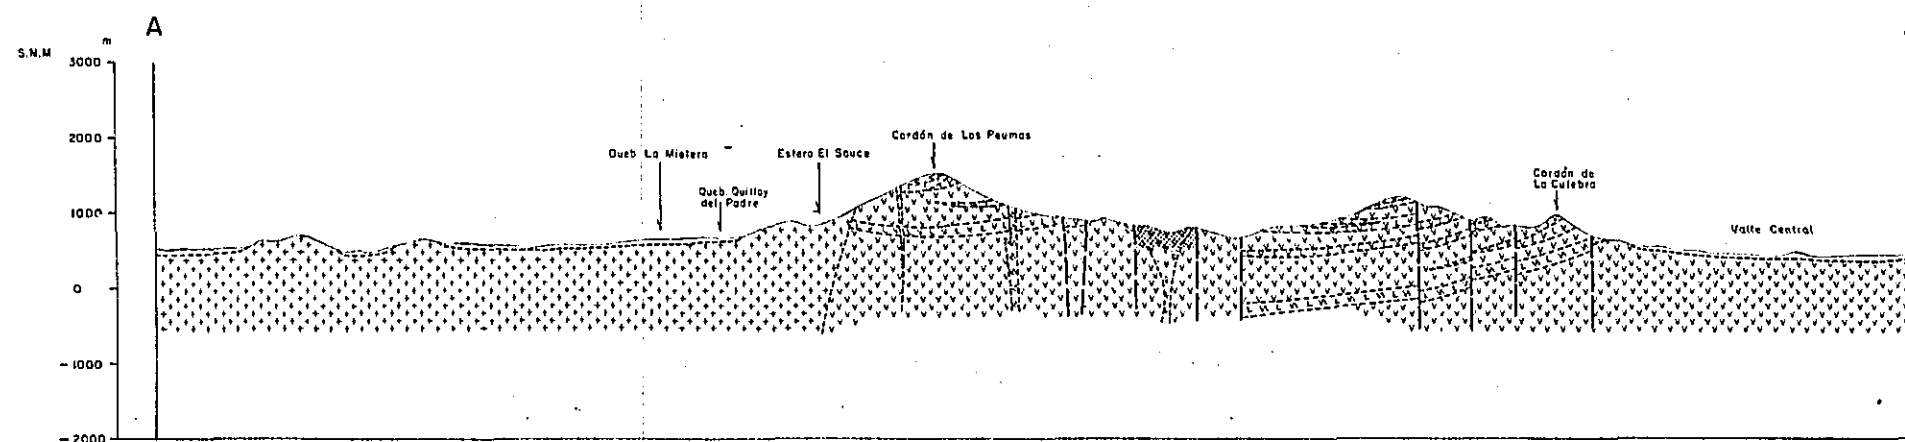 A
S.N.M
m
3000
2000
1000
0
-1000
-2000
Queb. La Mistera
Queb. Quillay
del Padre
Estero El Sauce
Cordón de Los Peumos
Cordón de
La Culebra
Valle Central